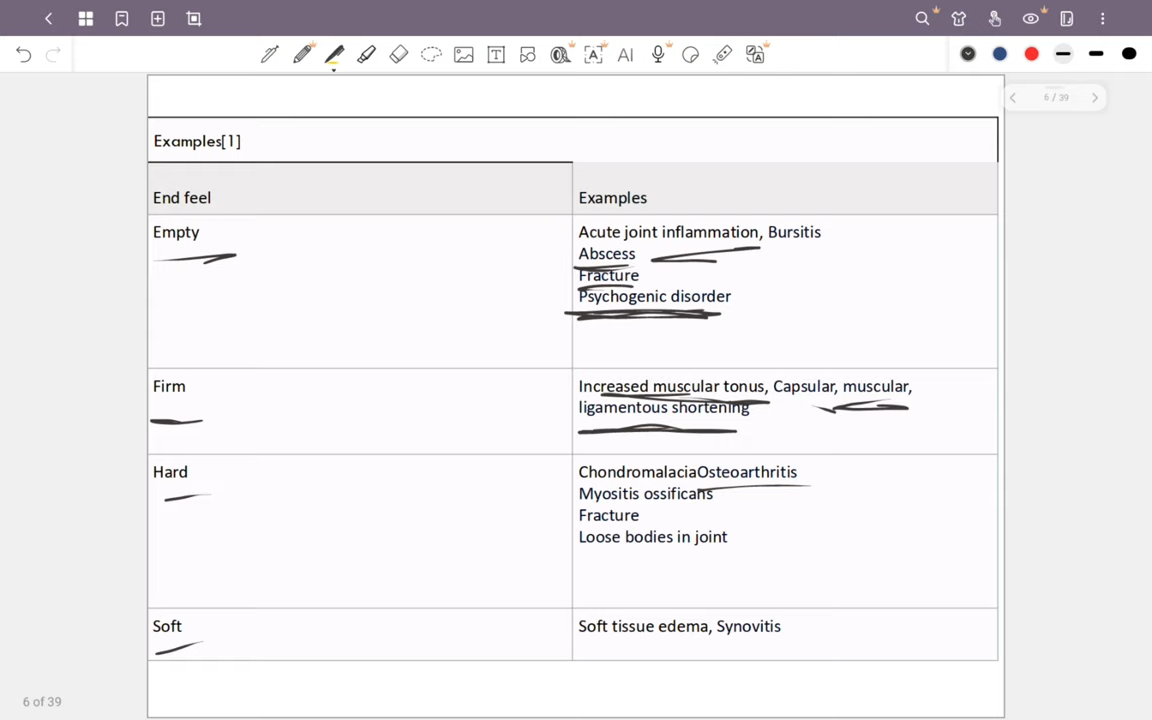 T
A
AI
A
6 / 39
Examples[1]
End feel
Examples
Empty
Acute joint inflammation, Bursitis
Abscess
Fracture
Psychogenic disorder
Firm
Increased muscular tonus, Capsular, muscular,
ligamentous shortening
Hard
ChondromalaciaOsteoarthritis
Myositis ossificans
Fracture
Loose bodies in joint
Soft
Soft tissue edema, Synovitis
6 of 39